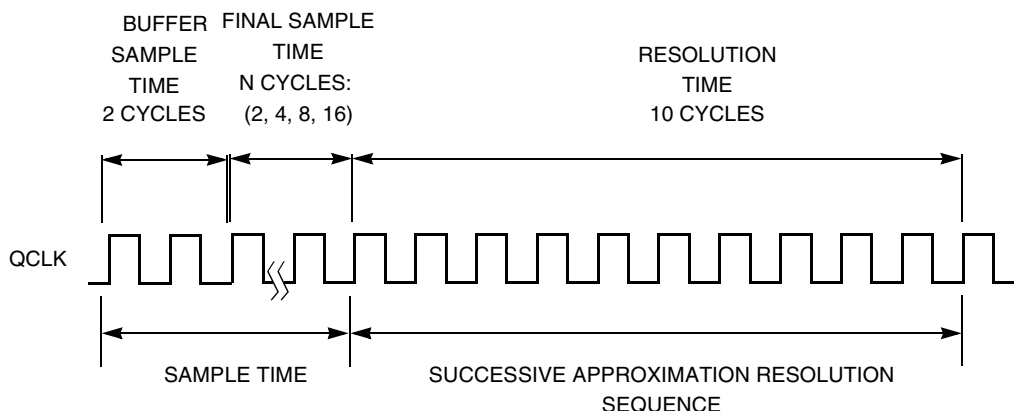 BUFFER
SAMPLE
TIME
2 CYCLES
FINAL SAMPLE
TIME
N CYCLES:
(2, 4, 8, 16)
RESOLUTION
TIME
10 CYCLES
QCLK
SAMPLE TIME
SUCCESSIVE APPROXIMATION RESOLUTION
SEQUENCE